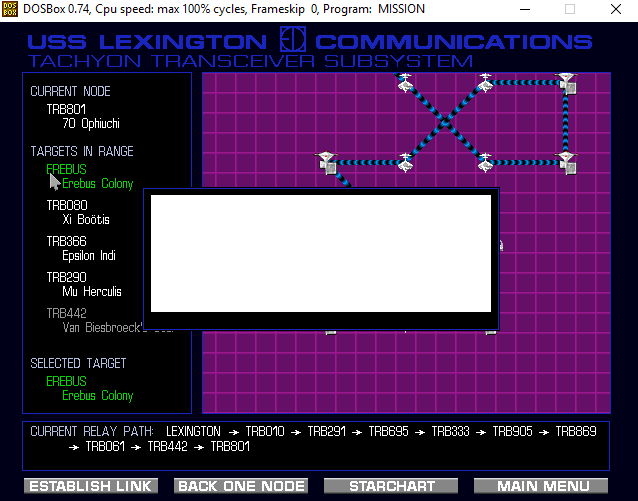 DOSBox 0.74, Cpu speed: max 100% cycles, Frameskip 0, Program: MISSION
USS LEXINGTON COMMUNICATIONS
TACHYON TRANSCEIVER SUBSYSTEM
CURRENT NODE
TRB801
70 Ophiuchi
TARGETS IN RANGE
EREBUS
Erebus Colony
TRB080
Xi Boötis
TRB366
Epsilon Indi
TRB290
Mu Herculis
TRB442
Van Biesbroeck's
SELECTED TARGET
EREBUS
Erebus Colony
CURRENT RELAY PATH: LEXINGTON → TRB010 → TRB291 → TRB695 → TRB333 → TRB905 → TRB869
→ TRB061 → TRB442 → TRB801
ESTABLISH LINK BACK ONE NODE STARCHART MAIN MENU